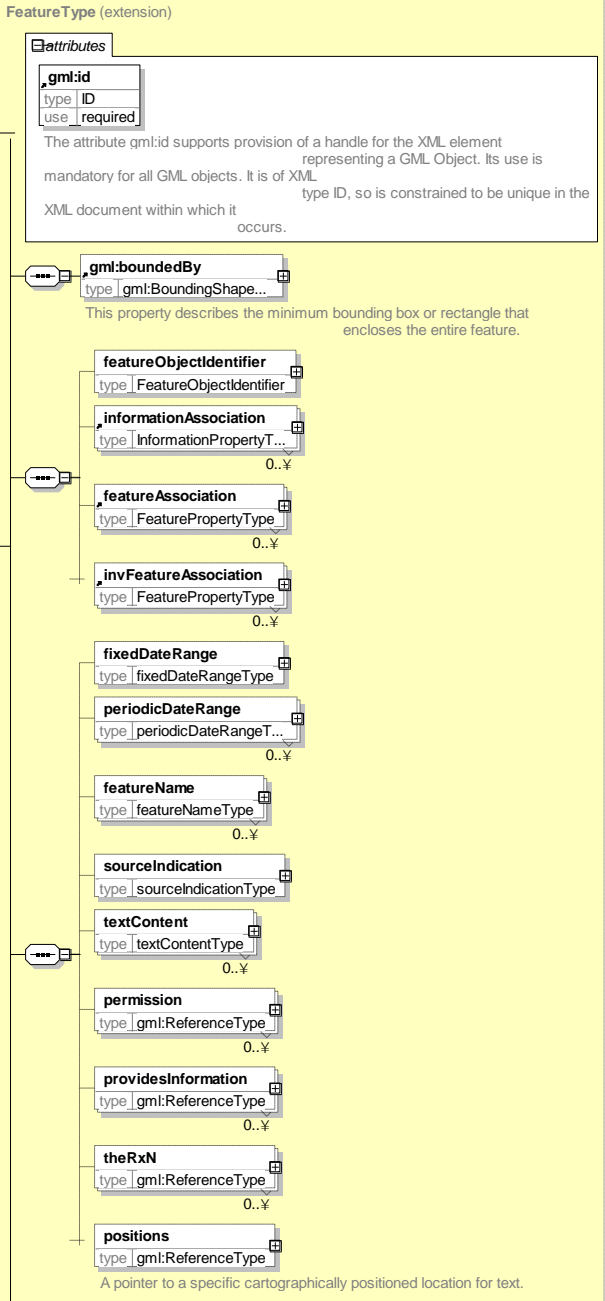 FeatureType (extension)
attributes
gml:id
type ID
use required
The attribute gml:id supports provision of a handle for the XML element
representing a GML Object. Its use is
mandatory for all GML objects. It is of XML
type ID, so is constrained to be unique in the
XML document within which it
occurs.
gml:boundedBy
type gml:BoundingShape...
This property describes the minimum bounding box or rectangle that
encloses the entire feature.
featureObjectIdentifier
type FeatureObjectIdentifier
informationAssociation
type InformationPropertyT...
0..¥
featureAssociation
type FeaturePropertyType
0..¥
invFeatureAssociation
type FeaturePropertyType
0..¥
fixedDateRange
type fixedDateRangeType
periodicDateRange
type periodicDateRangeT...
0..¥
featureName
type featureNameType
0..¥
sourceIndication
type sourceIndicationType
textContent
type textContentType
0..¥
permission
type gml:ReferenceType
0..¥
providesInformation
type gml:ReferenceType
0..¥
theRxN
type gml:ReferenceType
0..¥
positions
type gml:ReferenceType
A pointer to a specific cartographically positioned location for text.